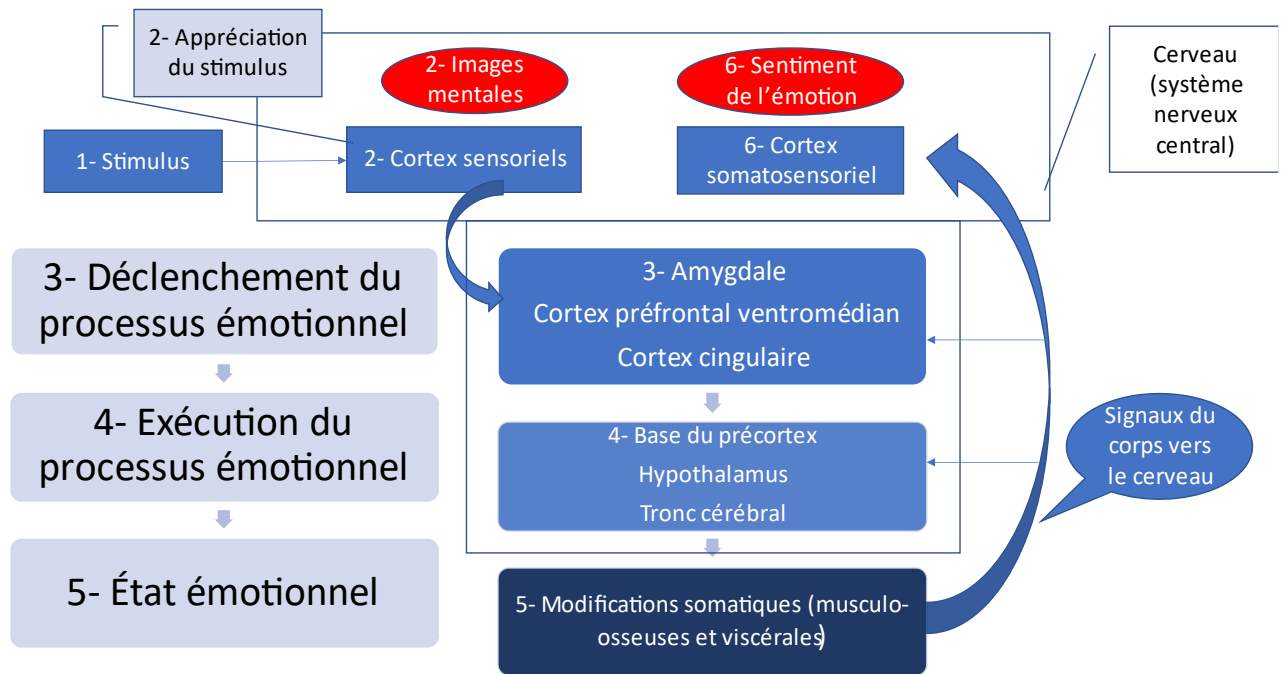 2- Appréciation
du stimulus
2- Images
mentales
6- Sentiment
de l'émotion
Cerveau
(système
nerveux
central)
1- Stimulus
2- Cortex sensoriels
6- Cortex
somatosensoriel
3- Déclenchement du
processus émotionnel
3- Amygdale
Cortex préfrontal ventromédian
Cortex cingulaire
4- Exécution du
processus émotionnel
4- Base du précortex
Hypothalamus
Tronc cérébral
Signaux du
corps vers
le cerveau
5- État émotionnel
5- Modifications somatiques (musculo-
osseuses et viscérales)